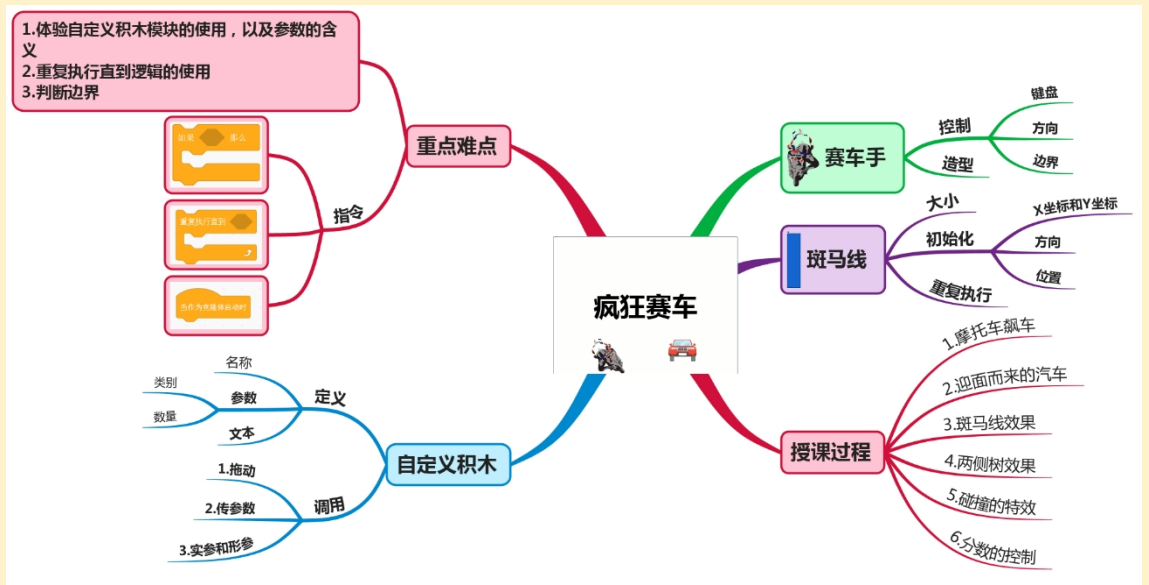 1.体验自定义积木模块的使用，以及参数的含
义
2.重复执行直到逻辑的使用
3.判断边界
重点难点
指令
如果 那么
重复执行直到
当作为克隆体启动时
疯狂赛车
赛车手
控制
键盘
方向
边界
造型
斑马线
大小
初始化
X坐标和Y坐标
方向
位置
重复执行
授课过程
1.摩托车飙车
2.迎面而来的汽车
3.斑马线效果
4.两侧树效果
5.碰撞的特效
6.分数的控制
自定义积木
定义
名称
参数
类别
数量
文本
调用
1.拖动
2.传参数
3.实参和形参